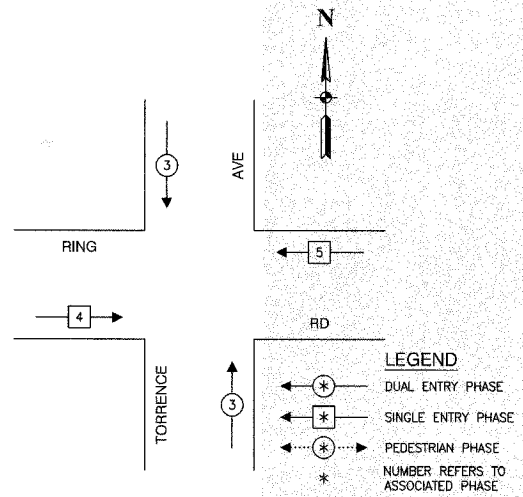 N
3
AVE
RING
5
4
RD
3
TORRENCE
LEGEND
* DUAL ENTRY PHASE
* SINGLE ENTRY PHASE
* PEDESTRIAN PHASE
* NUMBER REFERS TO
ASSOCIATED PHASE